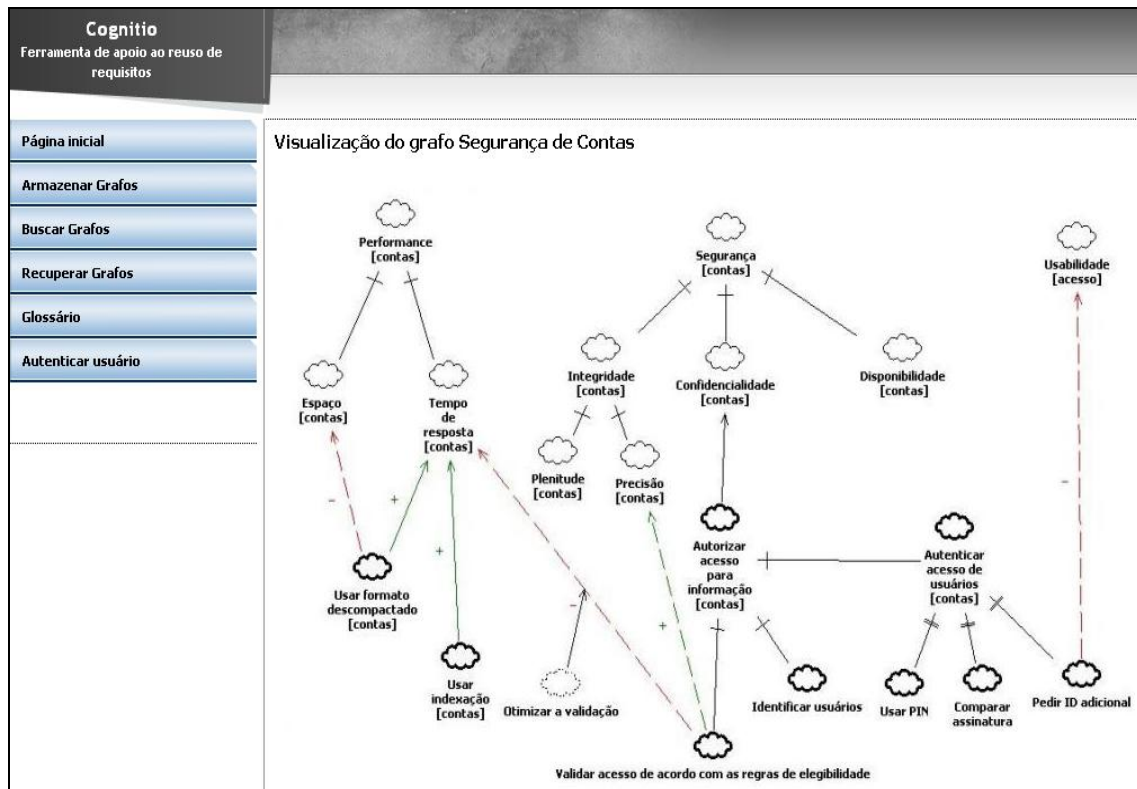 Cognitio
Ferramenta de apoio ao reuso de
requisitos
Página inicial
Armazenar Grafos
Buscar Grafos
Recuperar Grafos
Glossário
Autenticar usuário
Visualização do grafo Segurança de Contas
Performance
[contas]
Segurança
[contas]
Usabilidade
[acesso]
Espaço
[contas]
Tempo
de
resposta
[contas]
Integridade
[contas]
Confidencialidade
[contas]
Disponibilidade
[contas]
Plenitude
[contas]
Precisão
[contas]
-
+
+
-
+
-
Usar formato
descompactado
[contas]
Autorizar
acesso
para
informação
[contas]
Autenticar
acesso de
usuários
[contas]
Usar
indexação
[contas]
Otimizar a validação
Identificar usuários
Usar PIN
Comparar
assinatura
Pedir ID adicional
Validar acesso de acordo com as regras de elegibilidade